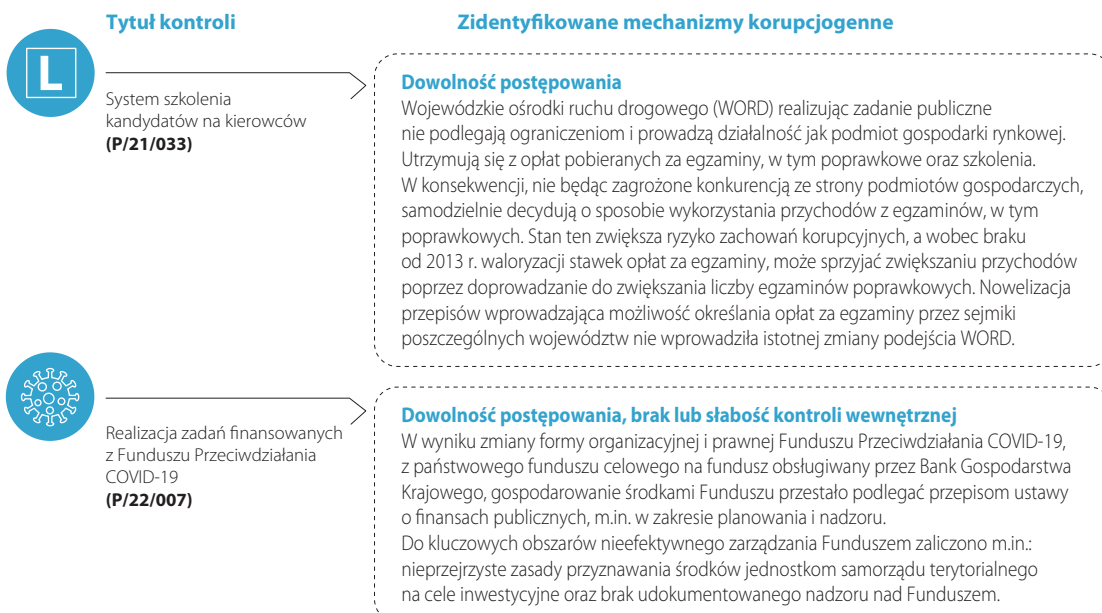 Tytuł kontroli
Zidentyfikowane mechanizmy korupcjogenne
L
System szkolenia
kandydatów na kierowców
(P/21/033)
Dowolność postępowania
Wojewódzkie ośrodki ruchu drogowego (WORD) realizując zadanie publiczne
nie podlegają ograniczeniom i prowadzą działalność jak podmiot gospodarki rynkowej.
Utrzymują się z opłat pobieranych za egzaminy, w tym poprawkowe oraz szkolenia.
W konsekwencji, nie będąc zagrożone konkurencją ze strony podmiotów gospodarczych,
samodzielnie decydują o sposobie wykorzystania przychodów z egzaminów, w tym
poprawkowych. Stan ten zwiększa ryzyko zachowań korupcyjnych, a wobec braku
od 2013 r. waloryzacji stawek opłat za egzaminy, może sprzyjać zwiększaniu przychodów
poprzez doprowadzanie do zwiększania liczby egzaminów poprawkowych. Nowelizacja
przepisów wprowadzająca możliwość określania opłat za egzaminy przez sejmiki
poszczególnych województw nie wprowadziła istotnej zmiany podejścia WORD.
Realizacja zadań finansowanych
z Funduszu Przeciwdziałania
COVID-19
(P/22/007)
Dowolność postępowania, brak lub słabość kontroli wewnętrznej
W wyniku zmiany formy organizacyjnej i prawnej Funduszu Przeciwdziałania COVID-19,
z państwowego funduszu celowego na fundusz obsługiwany przez Bank Gospodarstwa
Krajowego, gospodarowanie środkami Funduszu przestało podlegać przepisom ustawy
o finansach publicznych, m.in. w zakresie planowania i nadzoru.
Do kluczowych obszarów nieefektywnego zarządzania Funduszem zaliczono m.in.:
nieprzejrzyste zasady przyznawania środków jednostkom samorządu terytorialnego
na cele inwestycyjne oraz brak udokumentowanego nadzoru nad Funduszem.